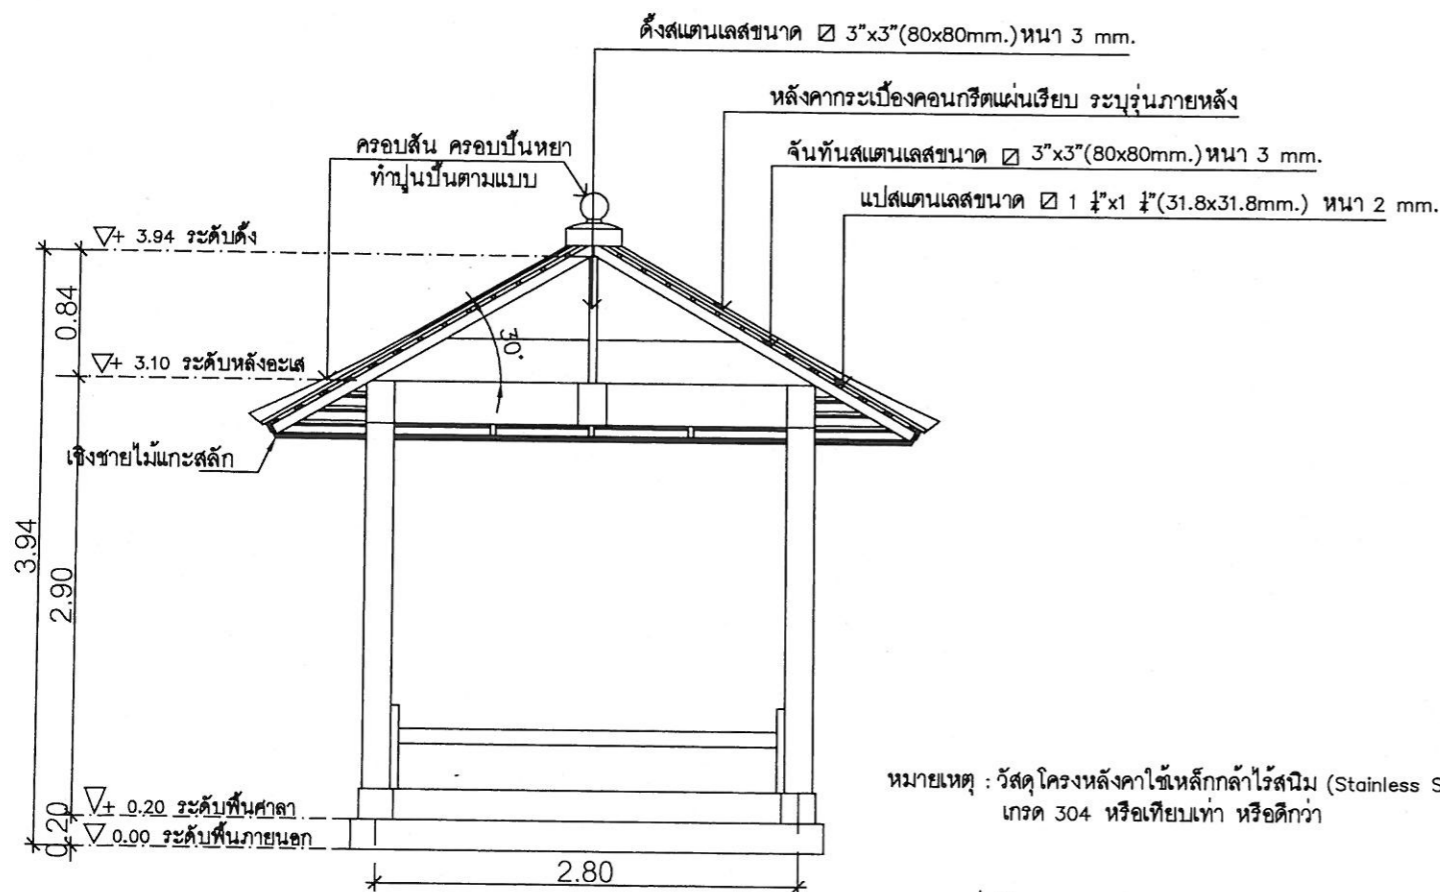 ดั้งสแตนเลสขนาด 3"x3"(80x80mm.)หนา 3 mm.
หลังคากระเบื้องคอนกรีตแผ่นเรียบ ระบุรุ่นภายหลัง
ครอบสัน ครอบปั้นหยา
ทำปูนปั้นตามแบบ
จันทันสแตนเลสขนาด 3"x3"(80x80mm.)หนา 3 mm.
แปสแตนเลสขนาด 1 ¼"x1 ¼"(31.8x31.8mm.) หนา 2 mm.
+ 3.94 ระดับดั้ง
0.84
30°
+ 3.10 ระดับหลังอะเส
เชิงชายไม้แกะสลัก
3.94
2.90
หมายเหตุ : วัสดุโครงหลังคาใช้เหล็กกล้าไร้สนิม (Stainless S
เกรด 304 หรือเทียบเท่า หรือดีกว่า
+ 0.20 ระดับพื้นศาลา
0.20
0.00 ระดับพื้นภายนอก
2.80